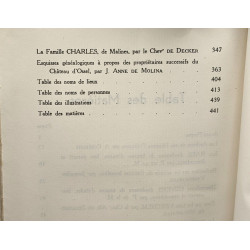 La Famille CHARLES, de Malines, par le Chevr DE DECKER 347
Esquisses généalogiques à propos des propriétaires successifs du
Château d'Ossel, par J. ANNE DE MOLINA 363
Table des noms de lieux 404
Table des noms de personnes 413
Table des illustrations 439
Table des matières 441